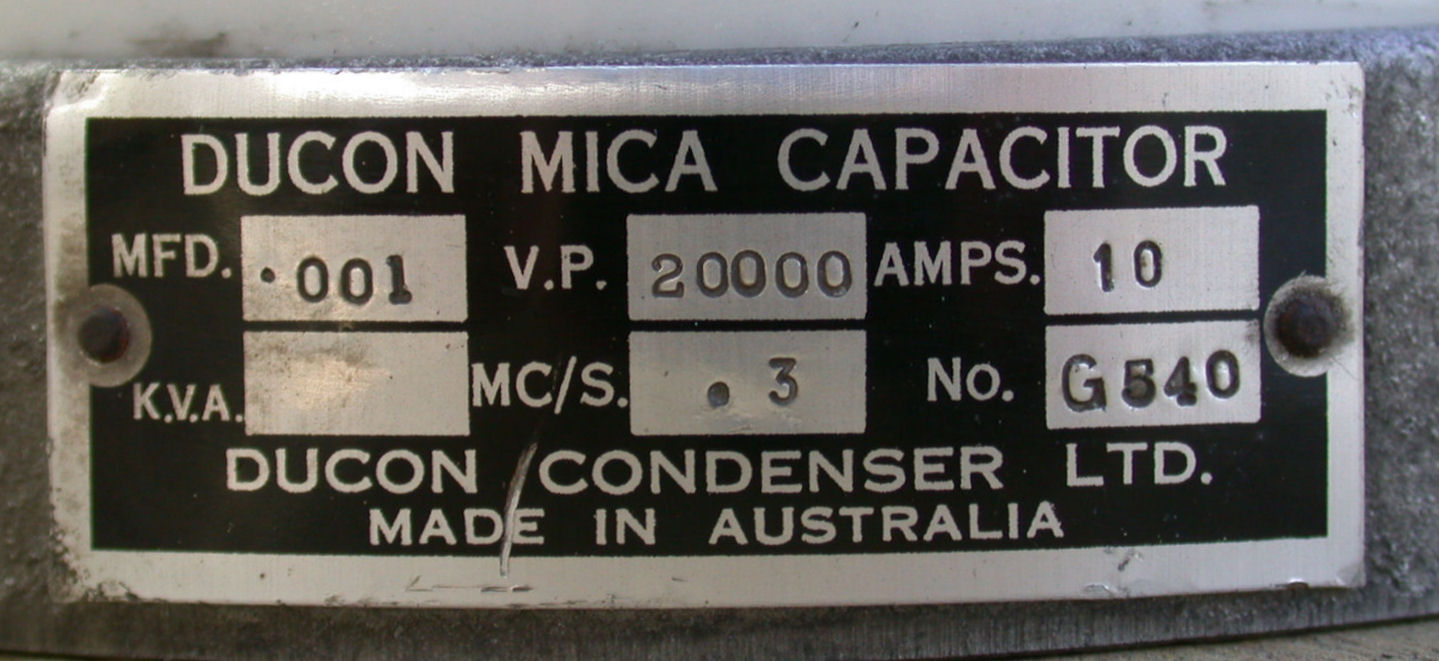 DUCON MICA CAPACITOR
MFD. .001 V.P. 20000 AMPS. 10
K.V.A. MC/S. .3 No. G540
DUCON CONDENSER LTD.
MADE IN AUSTRALIA